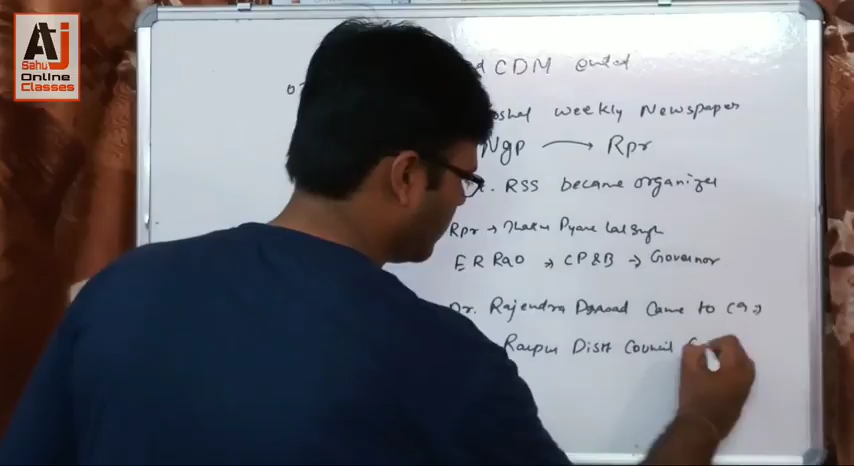 AJ
Sahu
Online
Classes
CDM ended
weekly Newspaper
Ngp → Rpr
RSS became organizer
Rpr → Thakur Pyare Lal Singh
E R Rao → CP&B → Governor
Dr. Rajendra Prasad Came to CG
Raipur Distt Council